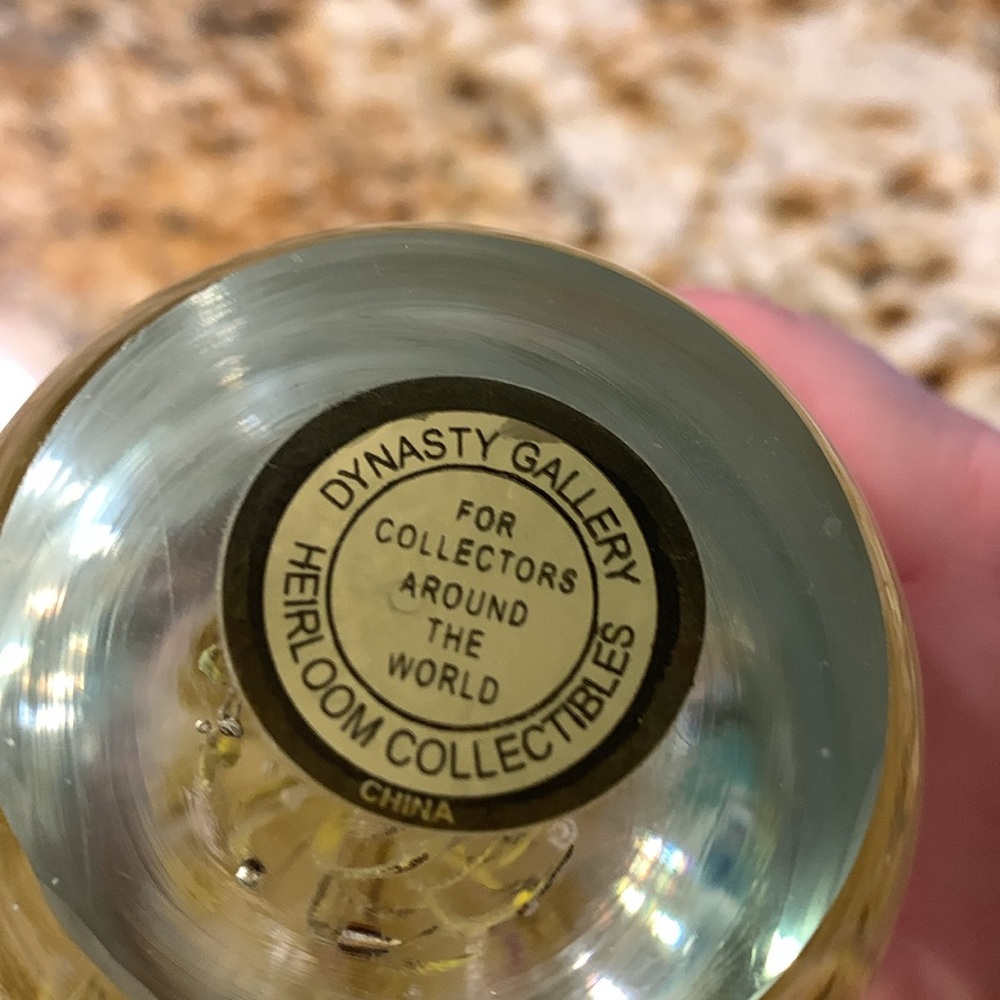 DYNASTY GALLERY
HEIRLOOM COLLECTIBLES
FOR
COLLECTORS
AROUND
THE
WORLD
CHINA